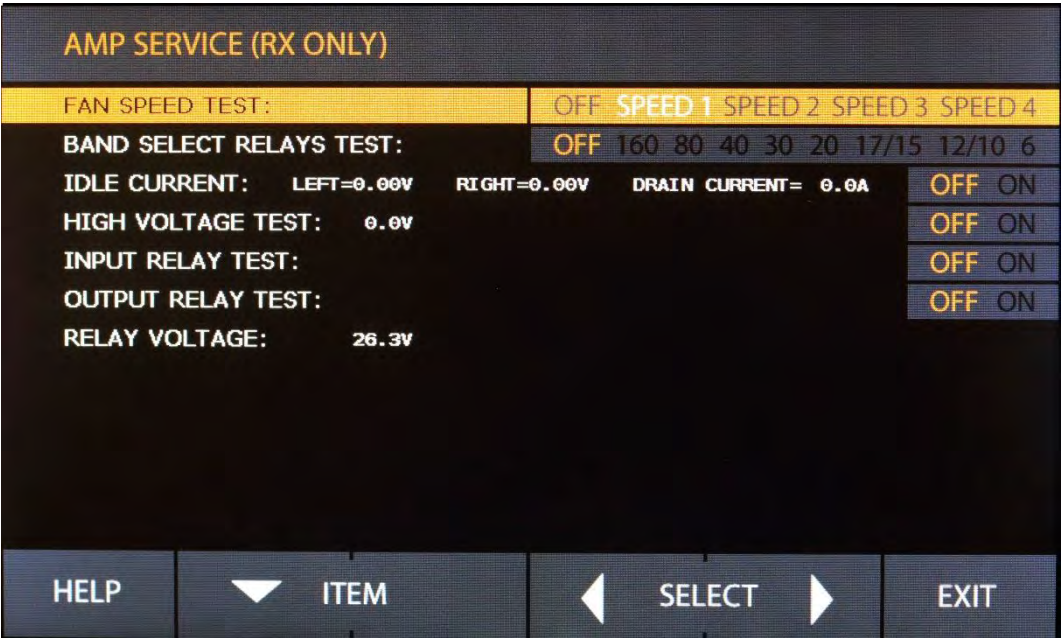 AMP SERVICE (RX ONLY)
FAN SPEED TEST: OFF SPEED 1 SPEED 2 SPEED 3 SPEED 4
BAND SELECT RELAYS TEST: OFF 160 80 40 30 20 17/15 12/10 6
IDLE CURRENT: LEFT=0.00V RIGHT=0.00V DRAIN CURRENT= 0.0A OFF ON
HIGH VOLTAGE TEST: 0.0V OFF ON
INPUT RELAY TEST: OFF ON
OUTPUT RELAY TEST: OFF ON
RELAY VOLTAGE: 26.3V
HELP ITEM SELECT EXIT